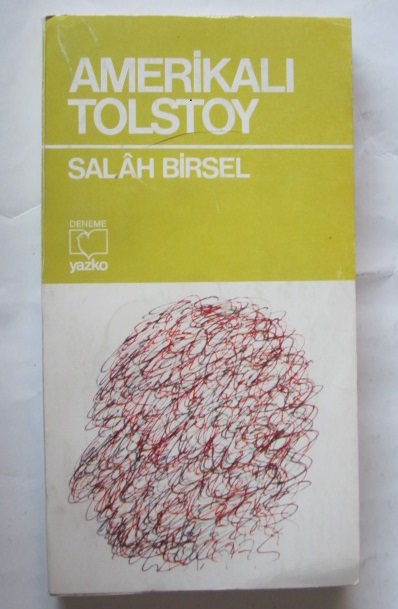 AMERİKALI
TOLSTOY
SALÂH BİRSEL
DENEME
yazko